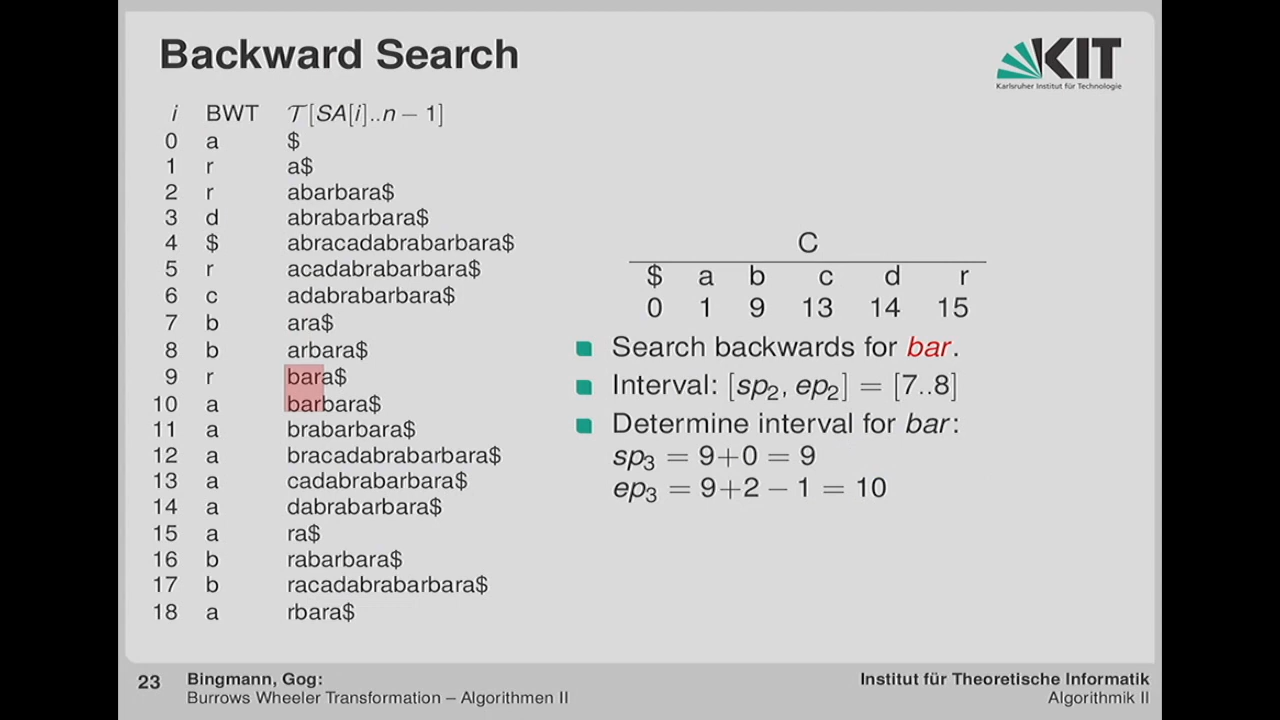 Backward Search
KIT
Karlsruher Institut für Technologie
i BWT 𝒯[SA[i]..n − 1]
0 a $
1 r a$
2 r abarbara$
3 d abrabarbara$
4 $ abracadabrabarbara$
5 r acadabrabarbara$
6 c adabrabarbara$
7 b ara$
8 b arbara$
9 r bara$
10 a barbara$
11 a brabarbara$
12 a bracadabrabarbara$
13 a cadabrabarbara$
14 a dabrabarbara$
15 a ra$
16 b rabarbara$
17 b racadabrabarbara$
18 a rbara$
C
$ a b c d r
0 1 9 13 14 15
Search backwards for bar.
Interval: [sp₂, ep₂] = [7..8]
Determine interval for bar:
sp₃ = 9+0 = 9
ep₃ = 9+2 − 1 = 10
23 Bingmann, Gog:
Burrows Wheeler Transformation – Algorithmen II
Institut für Theoretische Informatik
Algorithmik II